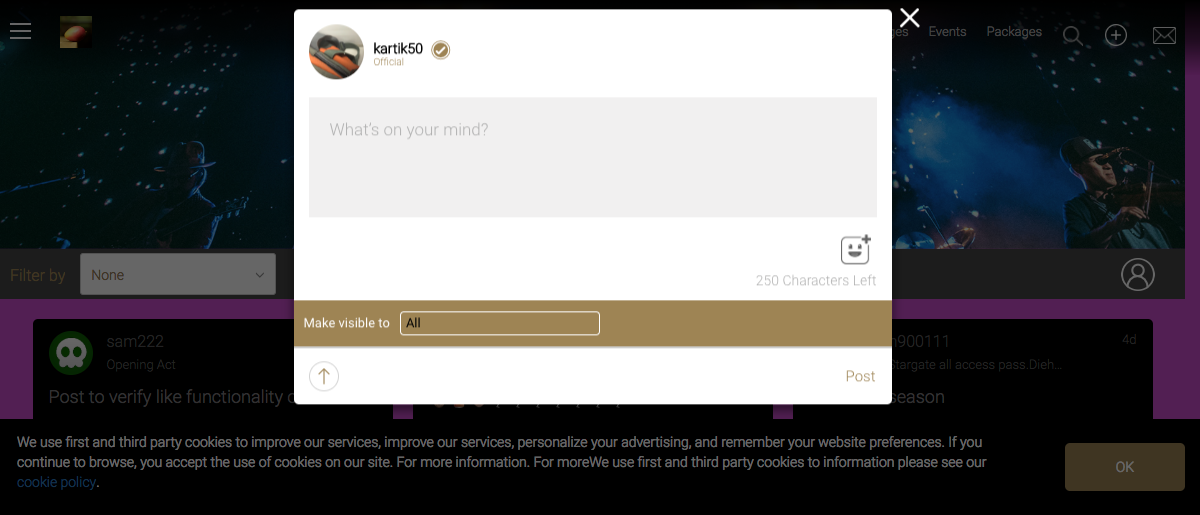 kartik50
Official
Events
Packages
What's on your mind?
250 Characters Left
Filter by
None
Make visible to
All
Post
sam222
Opening Act
Post to verify like functionality
900111
4d
targate all access pass.Dieh...
season
We use first and third party cookies to improve our services, improve our services, personalize your advertising, and remember your website preferences. If you
continue to browse, you accept the use of cookies on our site. For more information. For moreWe use first and third party cookies to information please see our
cookie policy.
OK